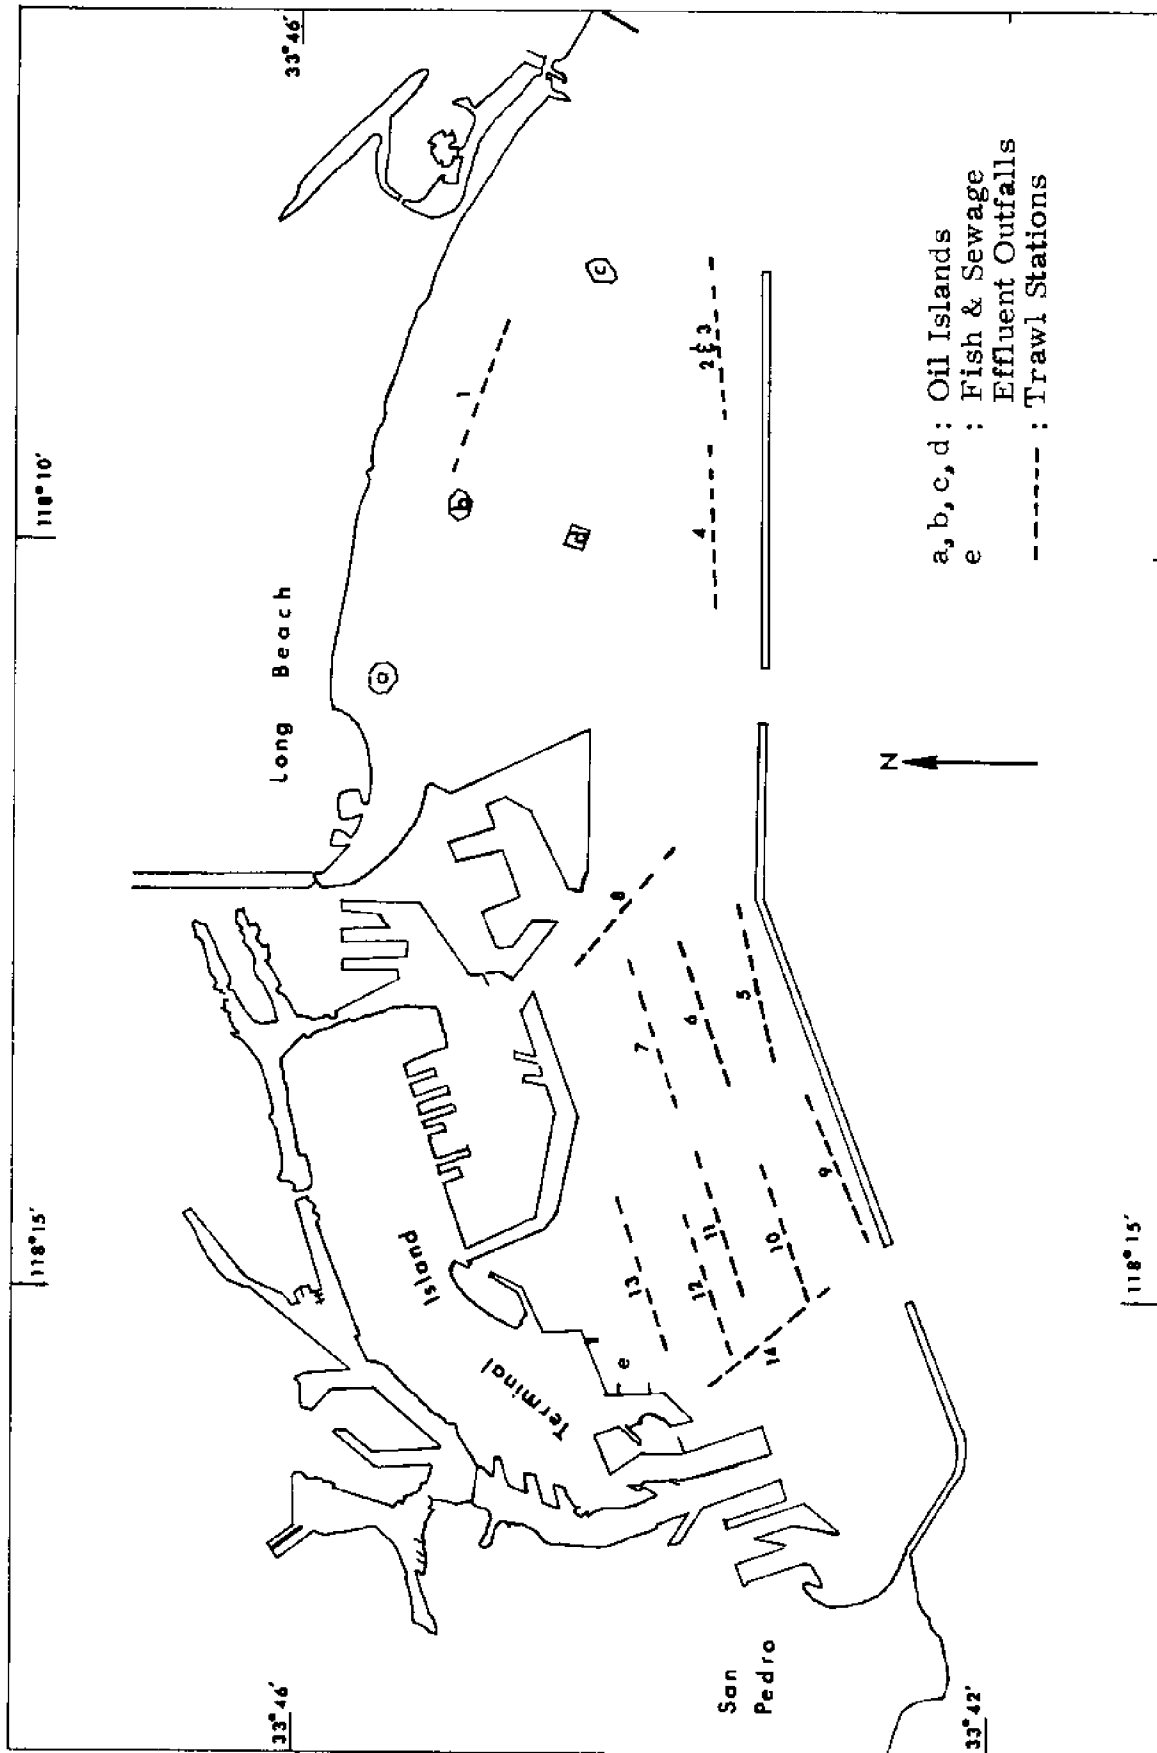 118°15′
118°10′
33°46′
33°46′
Long Beach
Terminal
Island
San
Pedro
a
b
c
d
e
1
2 & 3
4
5
6
7
8
9
10
11
12
13
14
N
a, b, c, d : Oil Islands
e : Fish & Sewage
Effluent Outfalls
----- : Trawl Stations
33°42′
118°15′